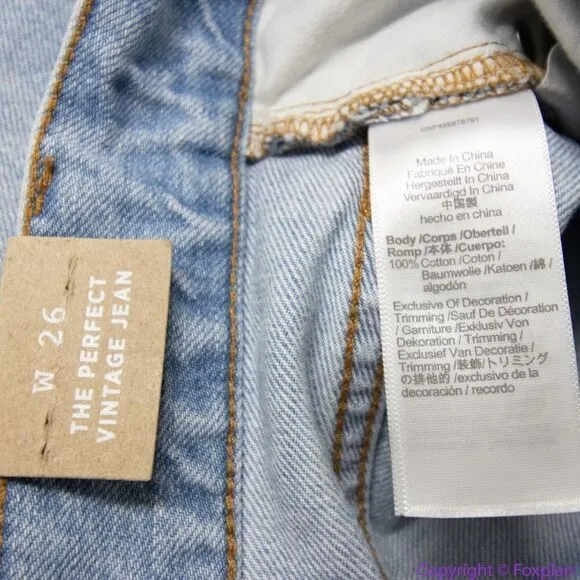 W 26
THE PERFECT
VINTAGE JEAN
Made In China
Fabriqué En Chine
Hergestellt In China
Vervaardigd In China
中国製
hecho en china
Body /Corps /Obertell /
Romp /本体 /Cuerpo:
100% Cotton /Coton /
Baumwolle /Katoen /綿 /
algodón
Exclusive Of Decoration /
Trimming /Sauf De Décoration
/ Garniture /Exklusiv Von
Dekoration / Trimming /
Exclusief Van Decoratie /
Trimming /装飾/トリミング
の排他的 /exclusivo de la
decoración / recordo
Copyright © Foxplan